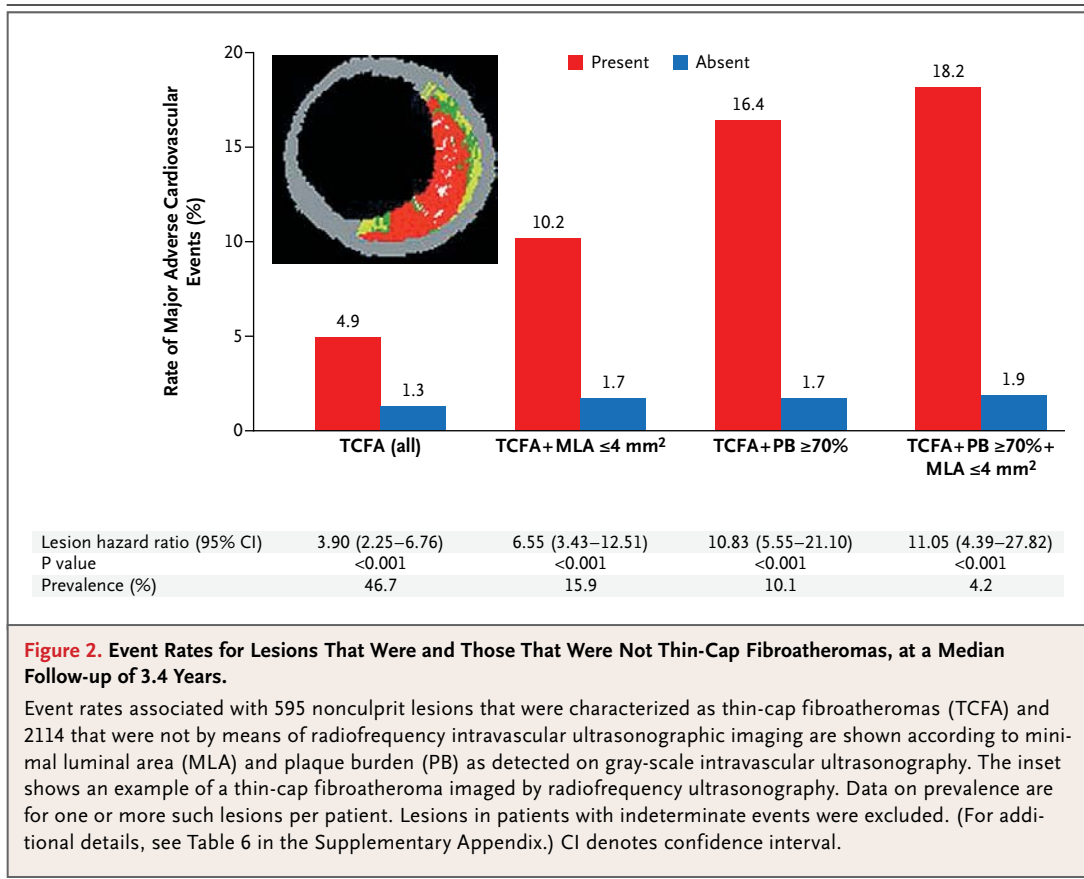 20
Present
Absent
18.2
16.4
15
10.2
10
4.9
5
1.3
1.7
1.7
1.9
0
Rate of Major Adverse Cardiovascular
Events (%)
TCFA (all)
TCFA+MLA ≤4 mm²
TCFA+PB ≥70%
TCFA+PB ≥70%+
MLA ≤4 mm²
Lesion hazard ratio (95% CI) 3.90 (2.25–6.76) 6.55 (3.43–12.51) 10.83 (5.55–21.10) 11.05 (4.39–27.82)
P value <0.001 <0.001 <0.001 <0.001
Prevalence (%) 46.7 15.9 10.1 4.2
Figure 2. Event Rates for Lesions That Were and Those That Were Not Thin-Cap Fibroatheromas, at a Median
Follow-up of 3.4 Years.
Event rates associated with 595 nonculprit lesions that were characterized as thin-cap fibroatheromas (TCFA) and
2114 that were not by means of radiofrequency intravascular ultrasonographic imaging are shown according to mini-
mal luminal area (MLA) and plaque burden (PB) as detected on gray-scale intravascular ultrasonography. The inset
shows an example of a thin-cap fibroatheroma imaged by radiofrequency ultrasonography. Data on prevalence are
for one or more such lesions per patient. Lesions in patients with indeterminate events were excluded. (For addi-
tional details, see Table 6 in the Supplementary Appendix.) CI denotes confidence interval.